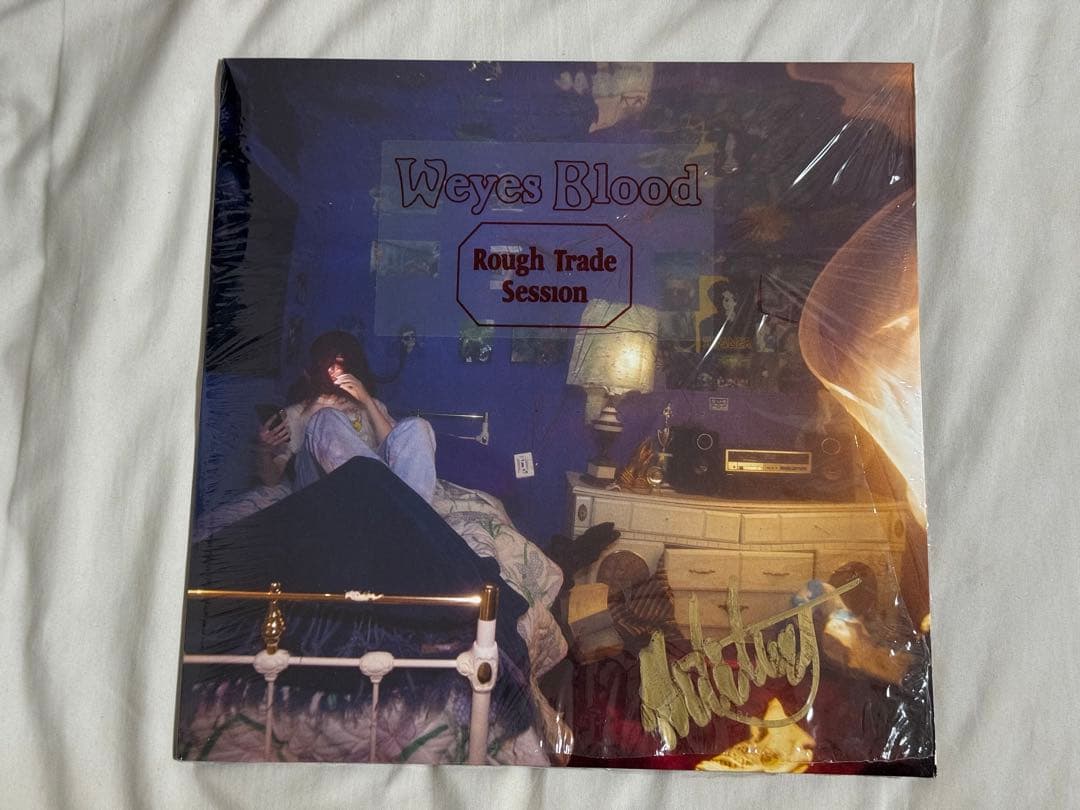 Weyes Blood
Rough Trade
Session